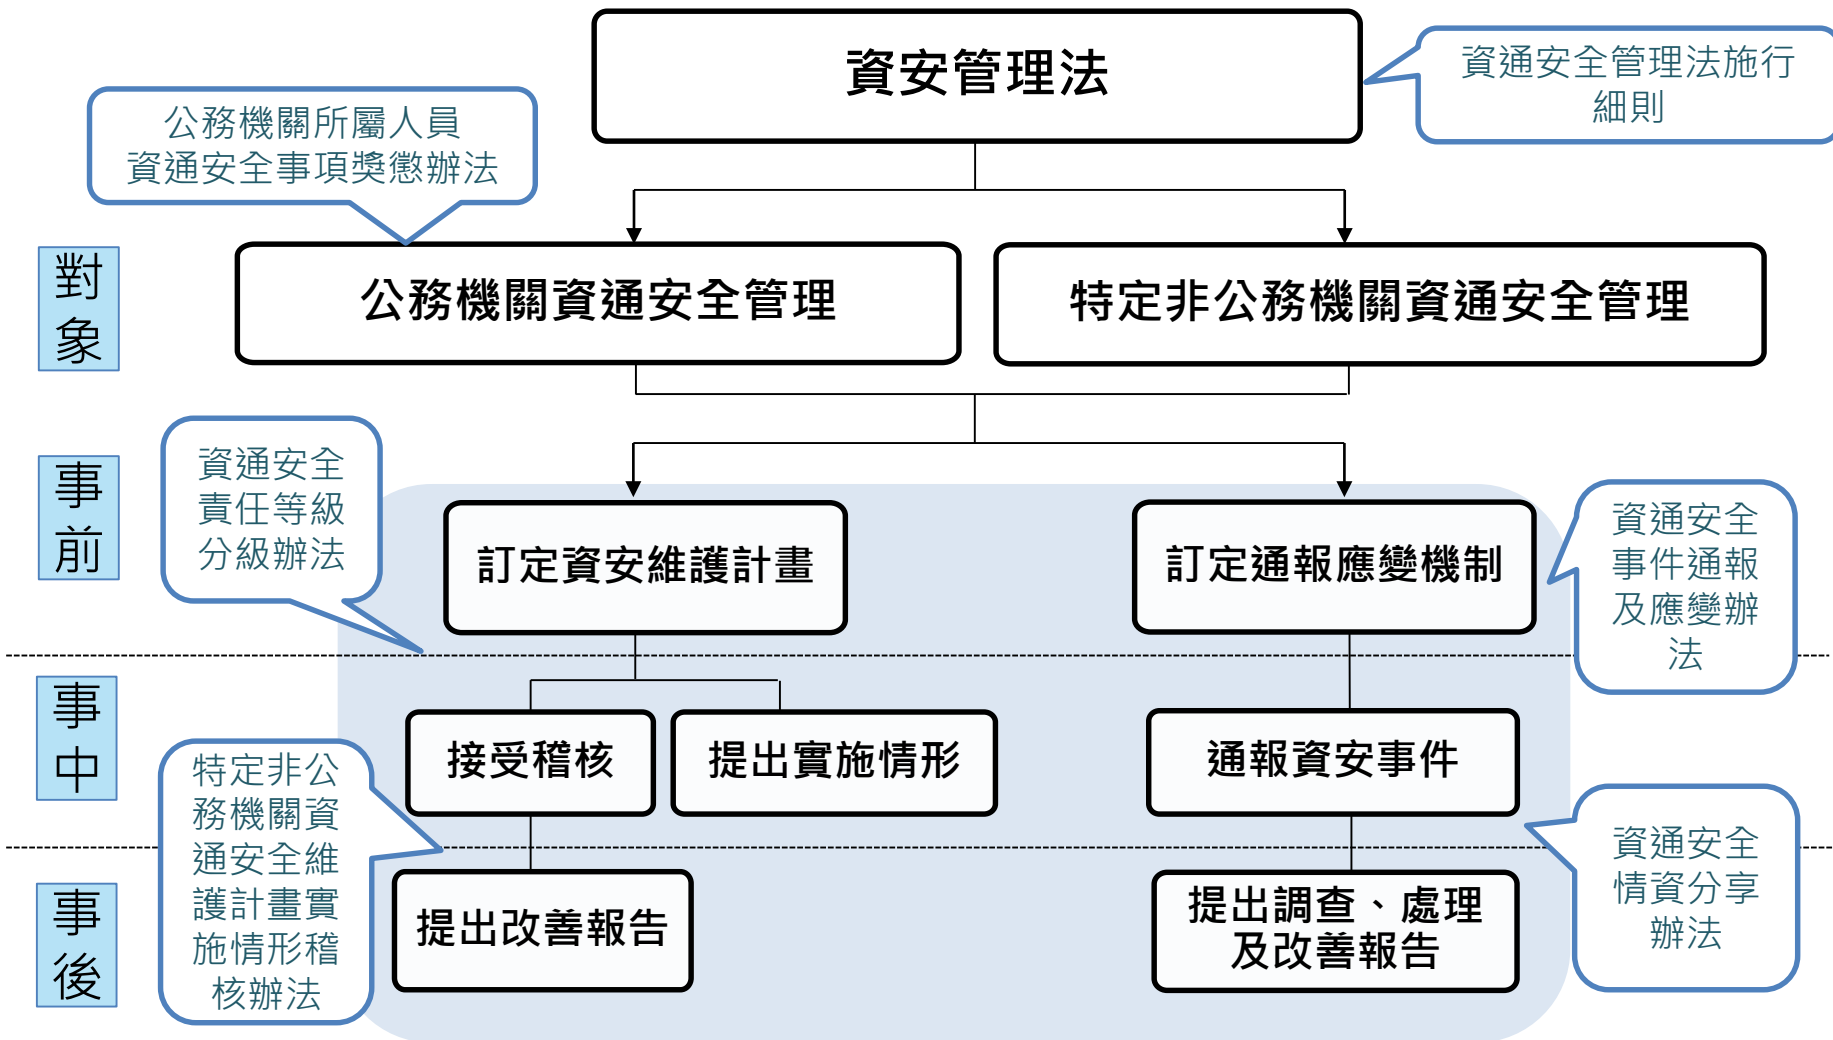 資安管理法
資通安全管理法施行
細則
公務機關所屬人員
資通安全事項獎懲辦法
對
象
公務機關資通安全管理
特定非公務機關資通安全管理
事
前
資通安全
責任等級
分級辦法
訂定資安維護計畫
訂定通報應變機制
資通安全
事件通報
及應變辦
法
事
中
接受稽核
提出實施情形
通報資安事件
特定非公
務機關資
通安全維
護計畫實
施情形稽
核辦法
資通安全
情資分享
辦法
事
後
提出改善報告
提出調查、處理
及改善報告